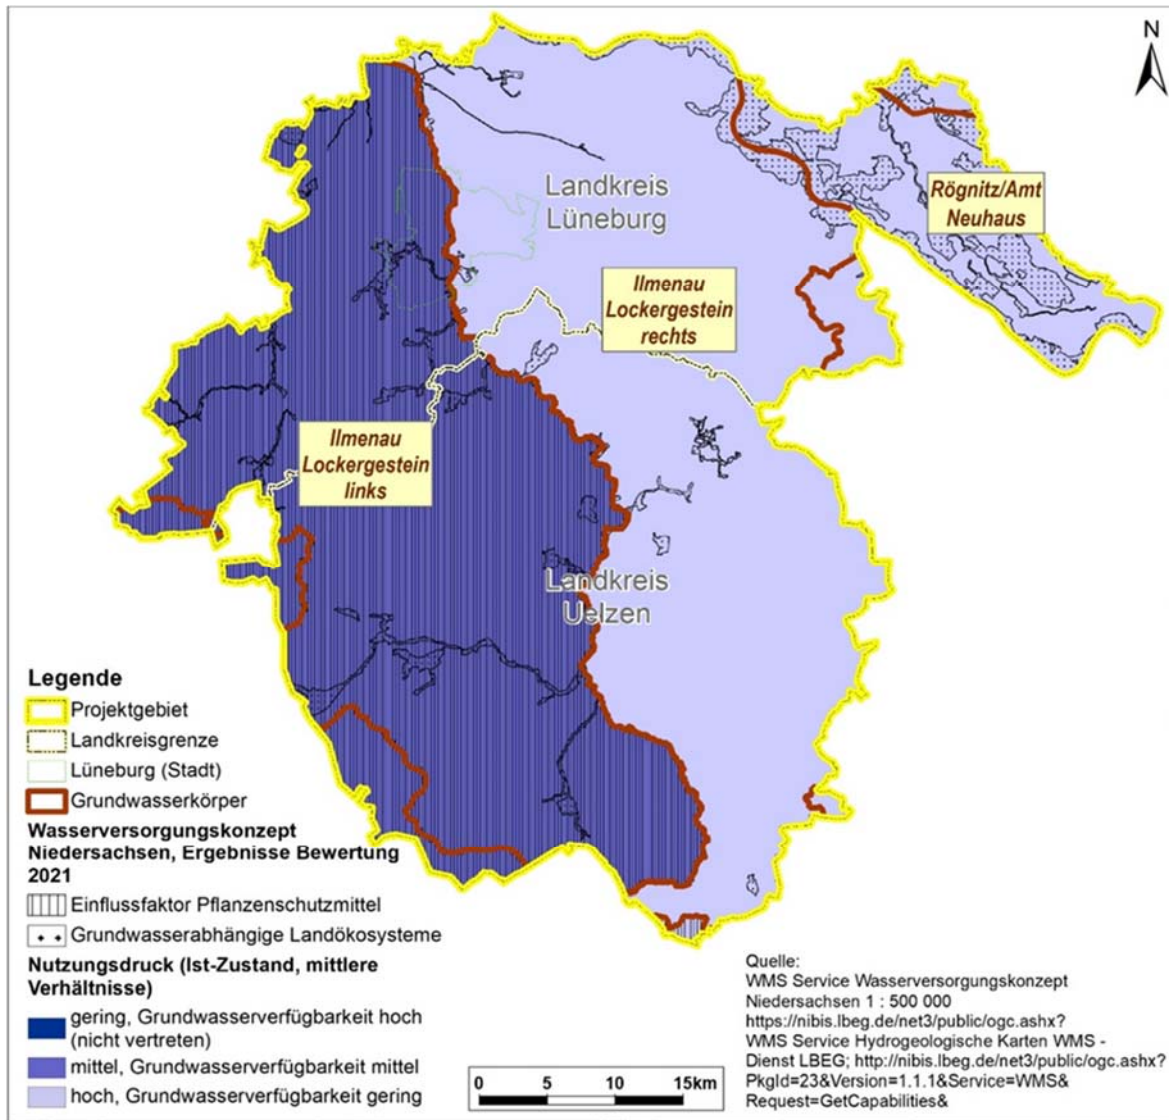 N
Landkreis
Lüneburg
Rögnitz/Amt
Neuhaus
Ilmenau
Lockergestein
rechts
Ilmenau
Lockergestein
links
Landkreis
Uelzen
Legende
Projektgebiet
Landkreisgrenze
Lüneburg (Stadt)
Grundwasserkörper
Wasserversorgungskonzept
Niedersachsen, Ergebnisse Bewertung
2021
Einflussfaktor Pflanzenschutzmittel
Grundwasserabhängige Landökosysteme
Nutzungsdruck (Ist-Zustand, mittlere
Verhältnisse)
gering, Grundwasserverfügbarkeit hoch
(nicht vertreten)
mittel, Grundwasserverfügbarkeit mittel
hoch, Grundwasserverfügbarkeit gering
0 5 10 15km
Quelle:
WMS Service Wasserversorgungskonzept
Niedersachsen 1 : 500 000
https://nibis.lbeg.de/net3/public/ogc.ashx?
WMS Service Hydrogeologische Karten WMS -
Dienst LBEG; http://nibis.lbeg.de/net3/public/ogc.ashx?
PkgId=23&Version=1.1.1&Service=WMS&
Request=GetCapabilities&